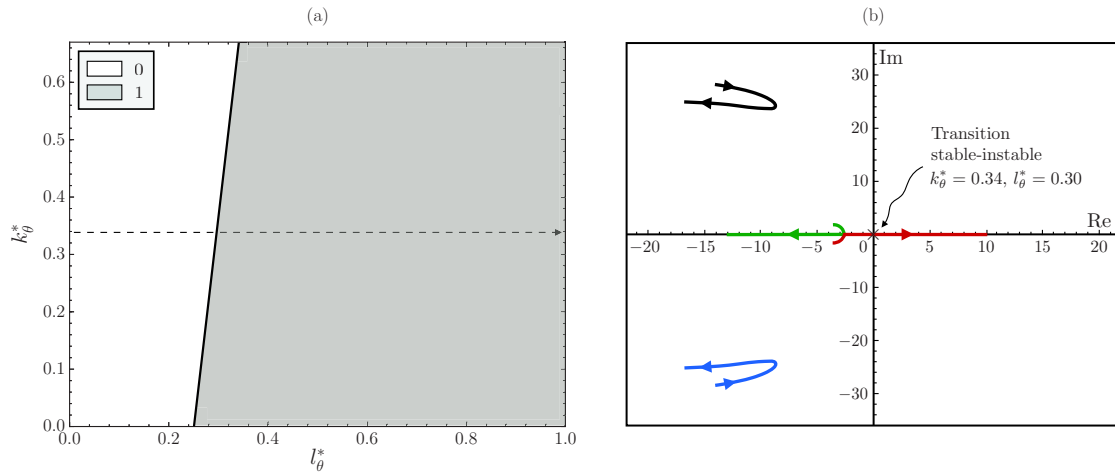 (a)
0
1
0.6
0.5
0.4
0.3
0.2
0.1
0.0
k*θ
0.0 0.2 0.4 0.6 0.8 1.0
l*θ
(b)
Im
30
20
10
Transition
stable-instable
k*θ = 0.34, l*θ = 0.30
Re
−20 −15 −10 −5 0 5 10 15 20
−10
−20
−30